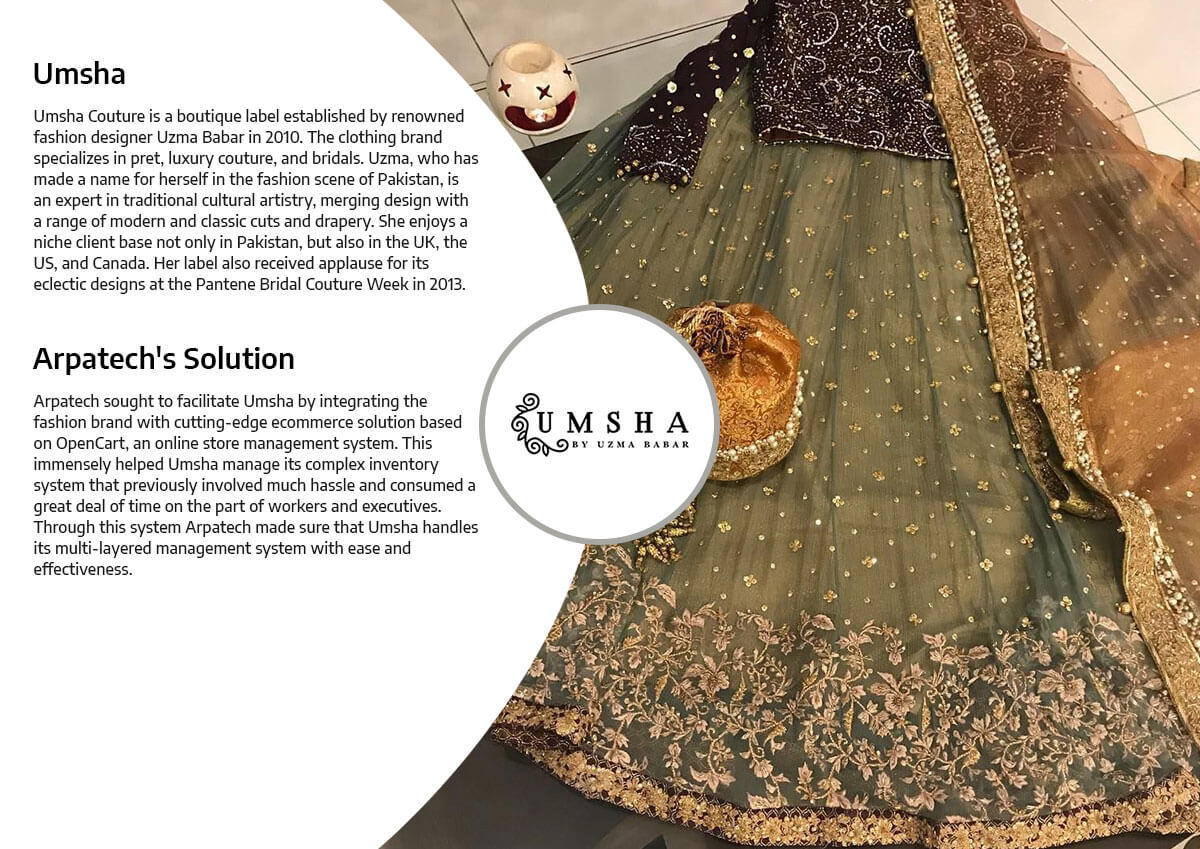 Umsha
Umsha Couture is a boutique label established by renowned
fashion designer Uzma Babar in 2010. The clothing brand
specializes in pret, luxury couture, and bridals. Uzma, who has
made a name for herself in the fashion scene of Pakistan, is
an expert in traditional cultural artistry, merging design with
a range of modern and classic cuts and drapery. She enjoys a
niche client base not only in Pakistan, but also in the UK, the
US, and Canada. Her label also received applause for its
eclectic designs at the Pantene Bridal Couture Week in 2013.
Arpatech's Solution
Arpatech sought to facilitate Umsha by integrating the
fashion brand with cutting-edge ecommerce solution based
on OpenCart, an online store management system. This
immensely helped Umsha manage its complex inventory
system that previously involved much hassle and consumed a
great deal of time on the part of workers and executives.
Through this system Arpatech made sure that Umsha handles
its multi-layered management system with ease and
effectiveness.
UMSHA
BY UZMA BABAR